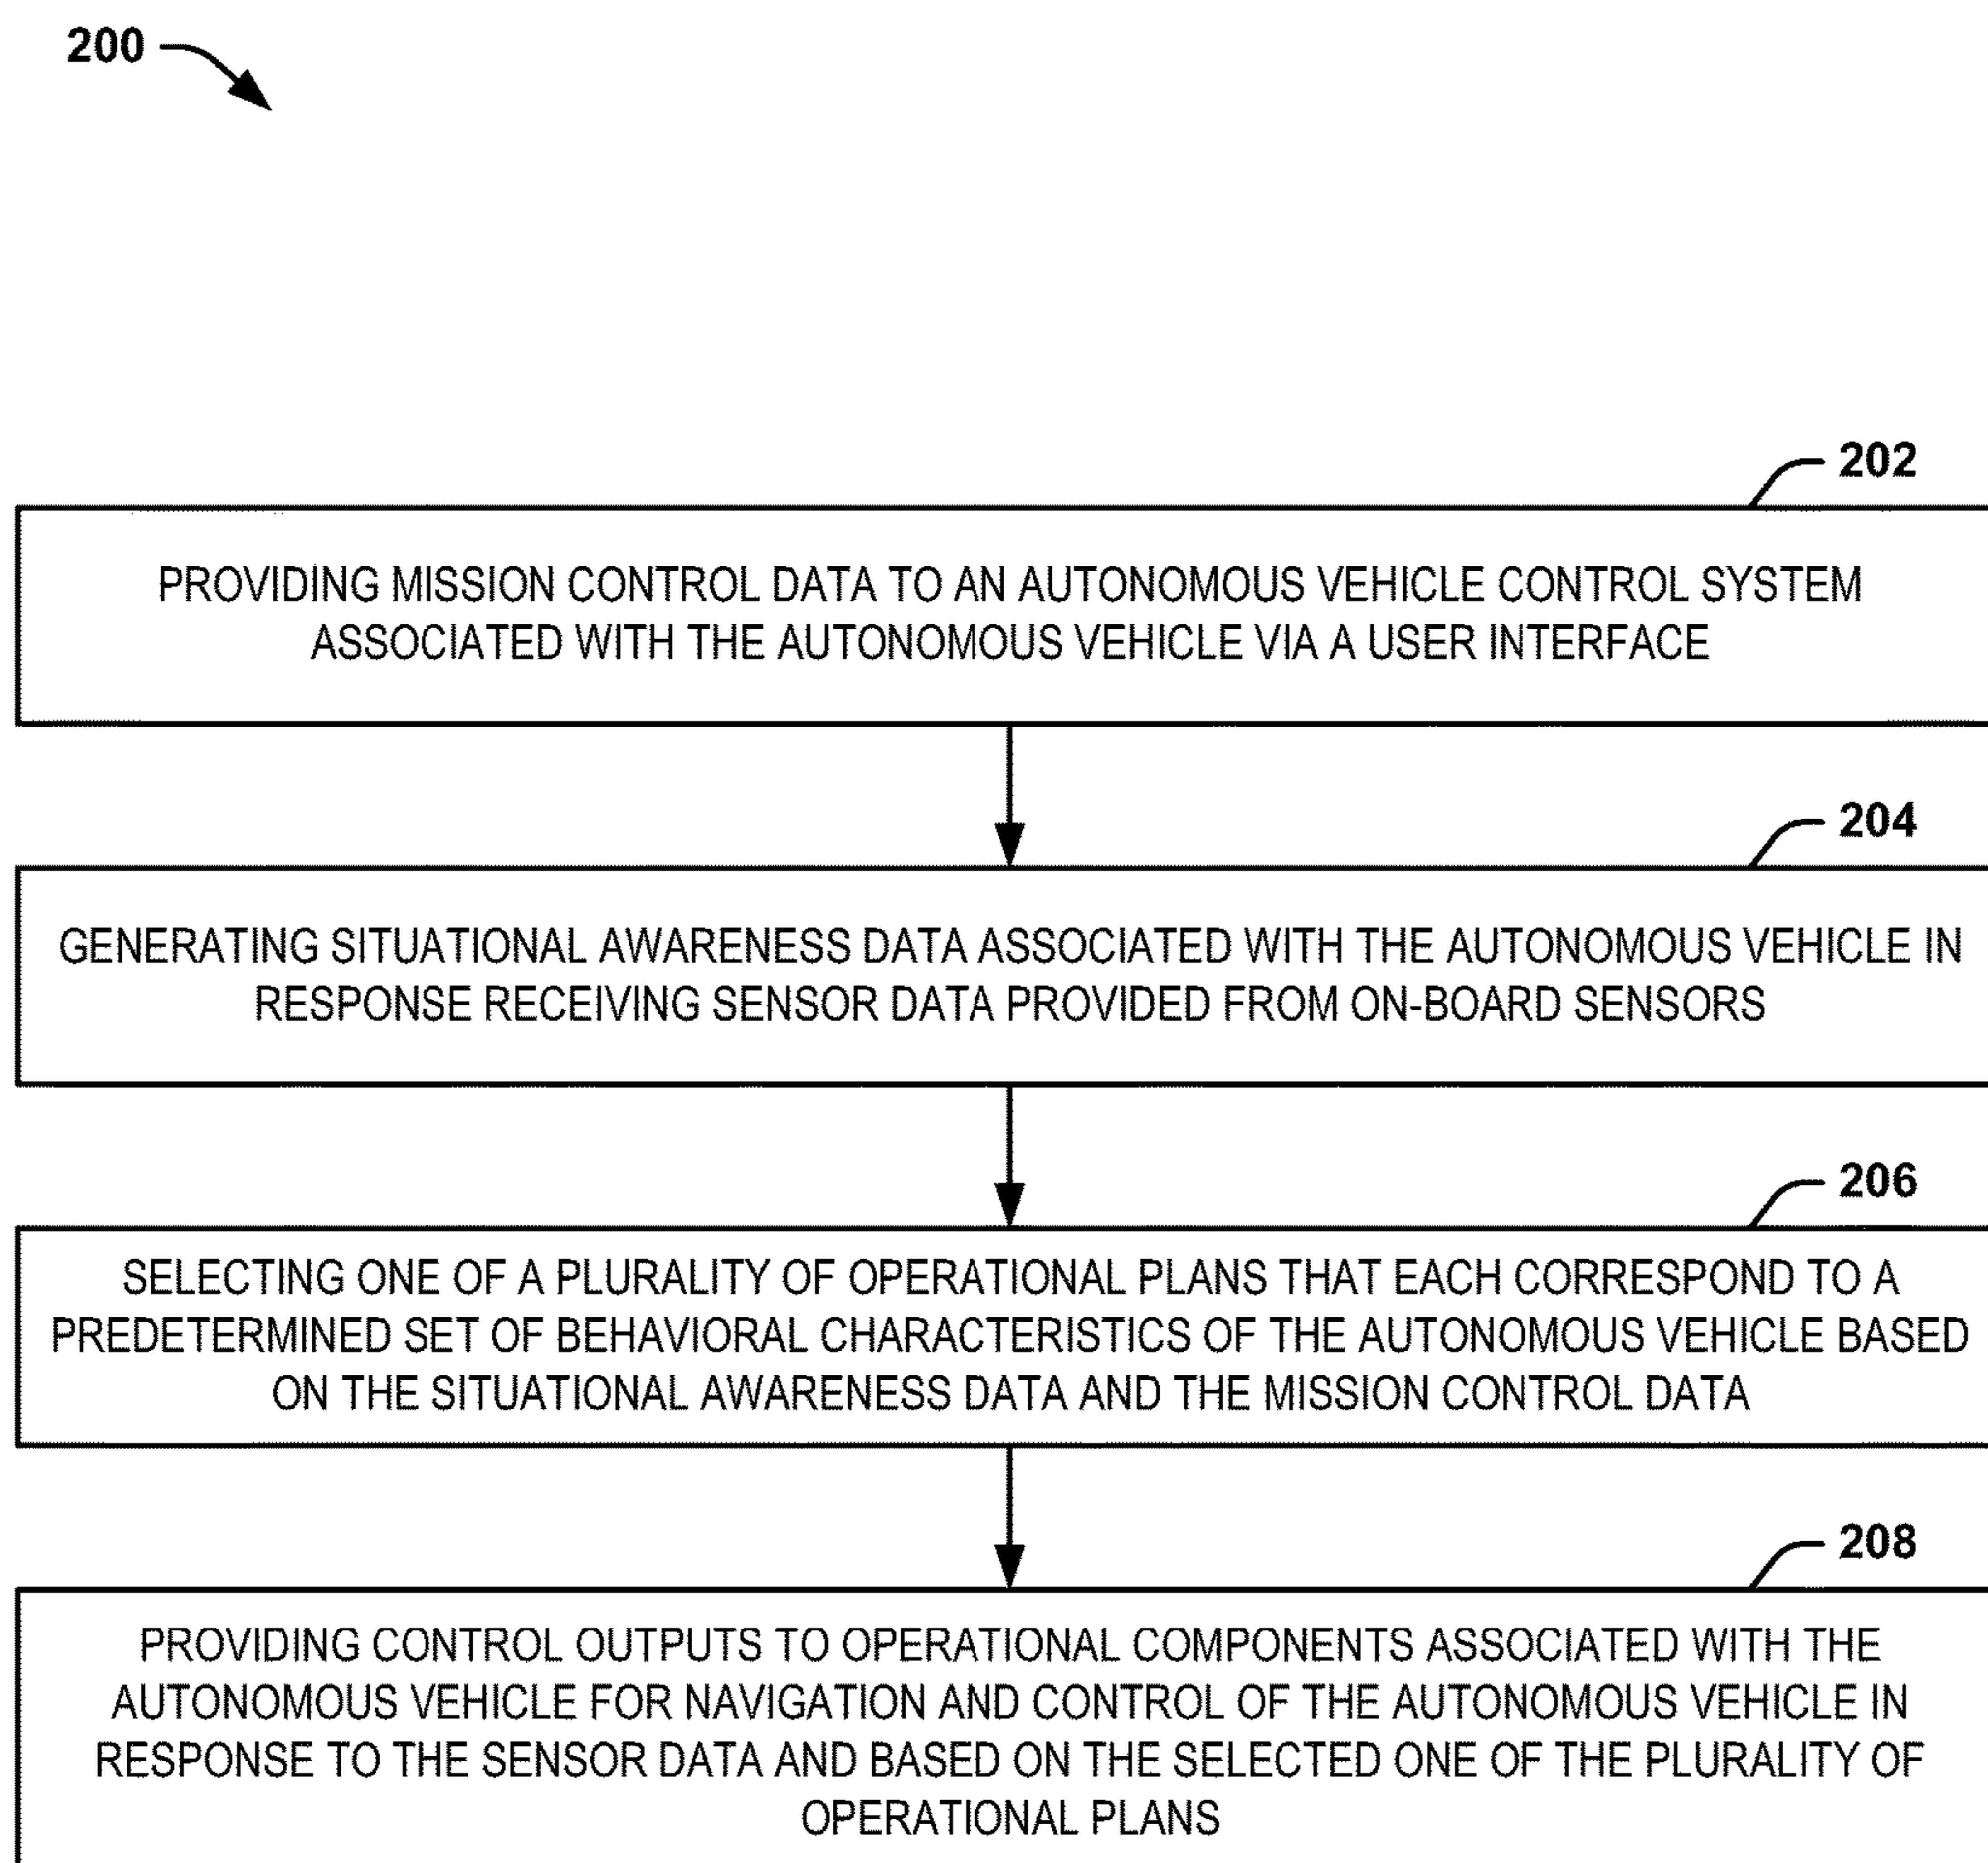 200
202
PROVIDING MISSION CONTROL DATA TO AN AUTONOMOUS VEHICLE CONTROL SYSTEM
ASSOCIATED WITH THE AUTONOMOUS VEHICLE VIA A USER INTERFACE
204
GENERATING SITUATIONAL AWARENESS DATA ASSOCIATED WITH THE AUTONOMOUS VEHICLE IN
RESPONSE RECEIVING SENSOR DATA PROVIDED FROM ON-BOARD SENSORS
206
SELECTING ONE OF A PLURALITY OF OPERATIONAL PLANS THAT EACH CORRESPOND TO A
PREDETERMINED SET OF BEHAVIORAL CHARACTERISTICS OF THE AUTONOMOUS VEHICLE BASED
ON THE SITUATIONAL AWARENESS DATA AND THE MISSION CONTROL DATA
208
PROVIDING CONTROL OUTPUTS TO OPERATIONAL COMPONENTS ASSOCIATED WITH THE
AUTONOMOUS VEHICLE FOR NAVIGATION AND CONTROL OF THE AUTONOMOUS VEHICLE IN
RESPONSE TO THE SENSOR DATA AND BASED ON THE SELECTED ONE OF THE PLURALITY OF
OPERATIONAL PLANS